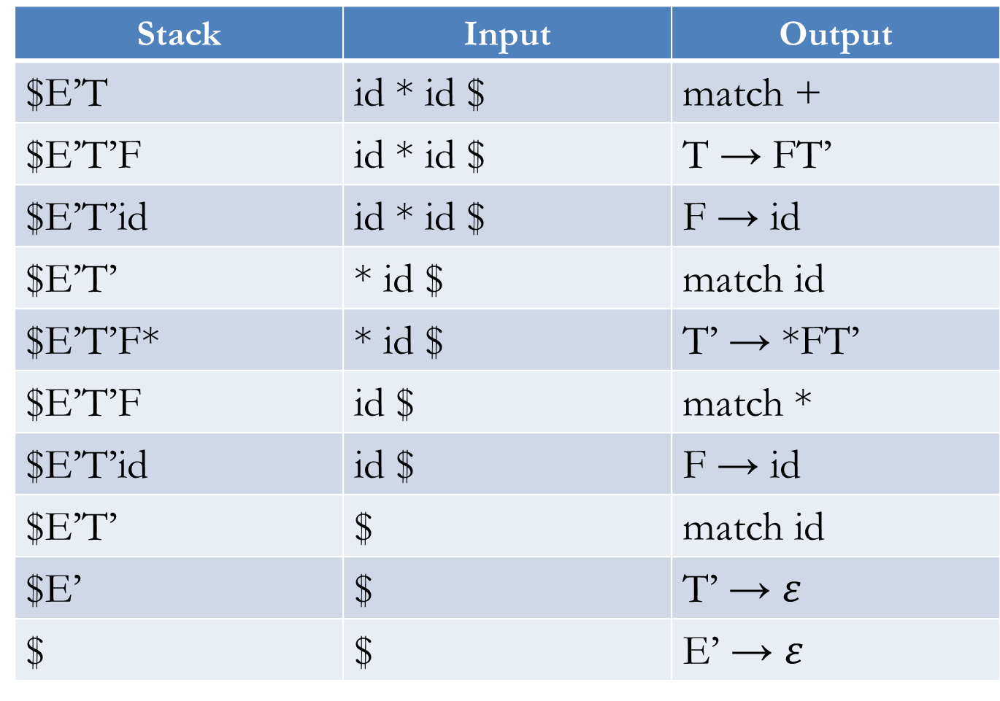 Stack Input Output
$E’T id * id $ match +
$E’T’F id * id $ T → FT’
$E’T’id id * id $ F → id
$E’T’ * id $ match id
$E’T’F* * id $ T’ → *FT’
$E’T’F id $ match *
$E’T’id id $ F → id
$E’T’ $ match id
$E’ $ T’ → ε
$ $ E’ → ε